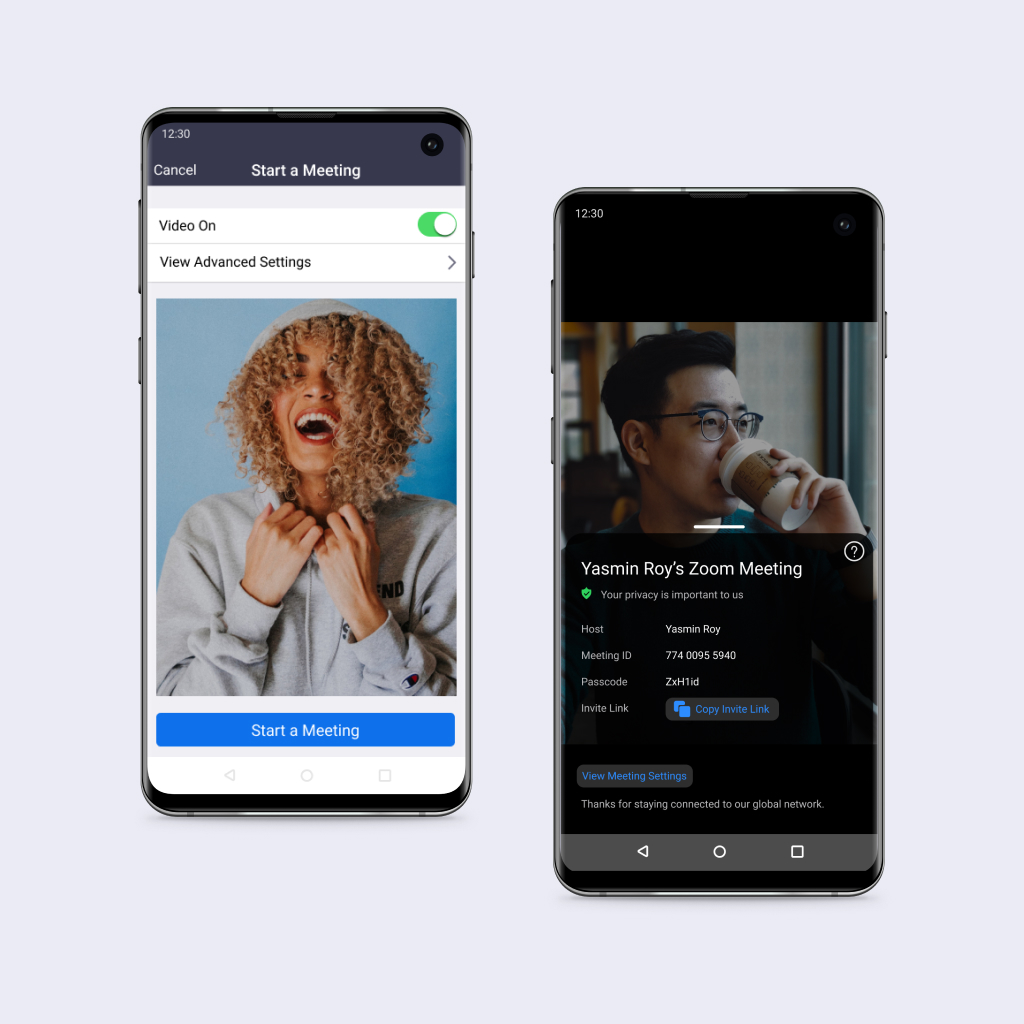 12:30
Cancel Start a Meeting
Video On
View Advanced Settings
END
Start a Meeting
12:30
Yasmin Roy’s Zoom Meeting
Your privacy is important to us
Host Yasmin Roy
Meeting ID 774 0095 5940
Passcode ZxH1id
Invite Link Copy Invite Link
View Meeting Settings
Thanks for staying connected to our global network.